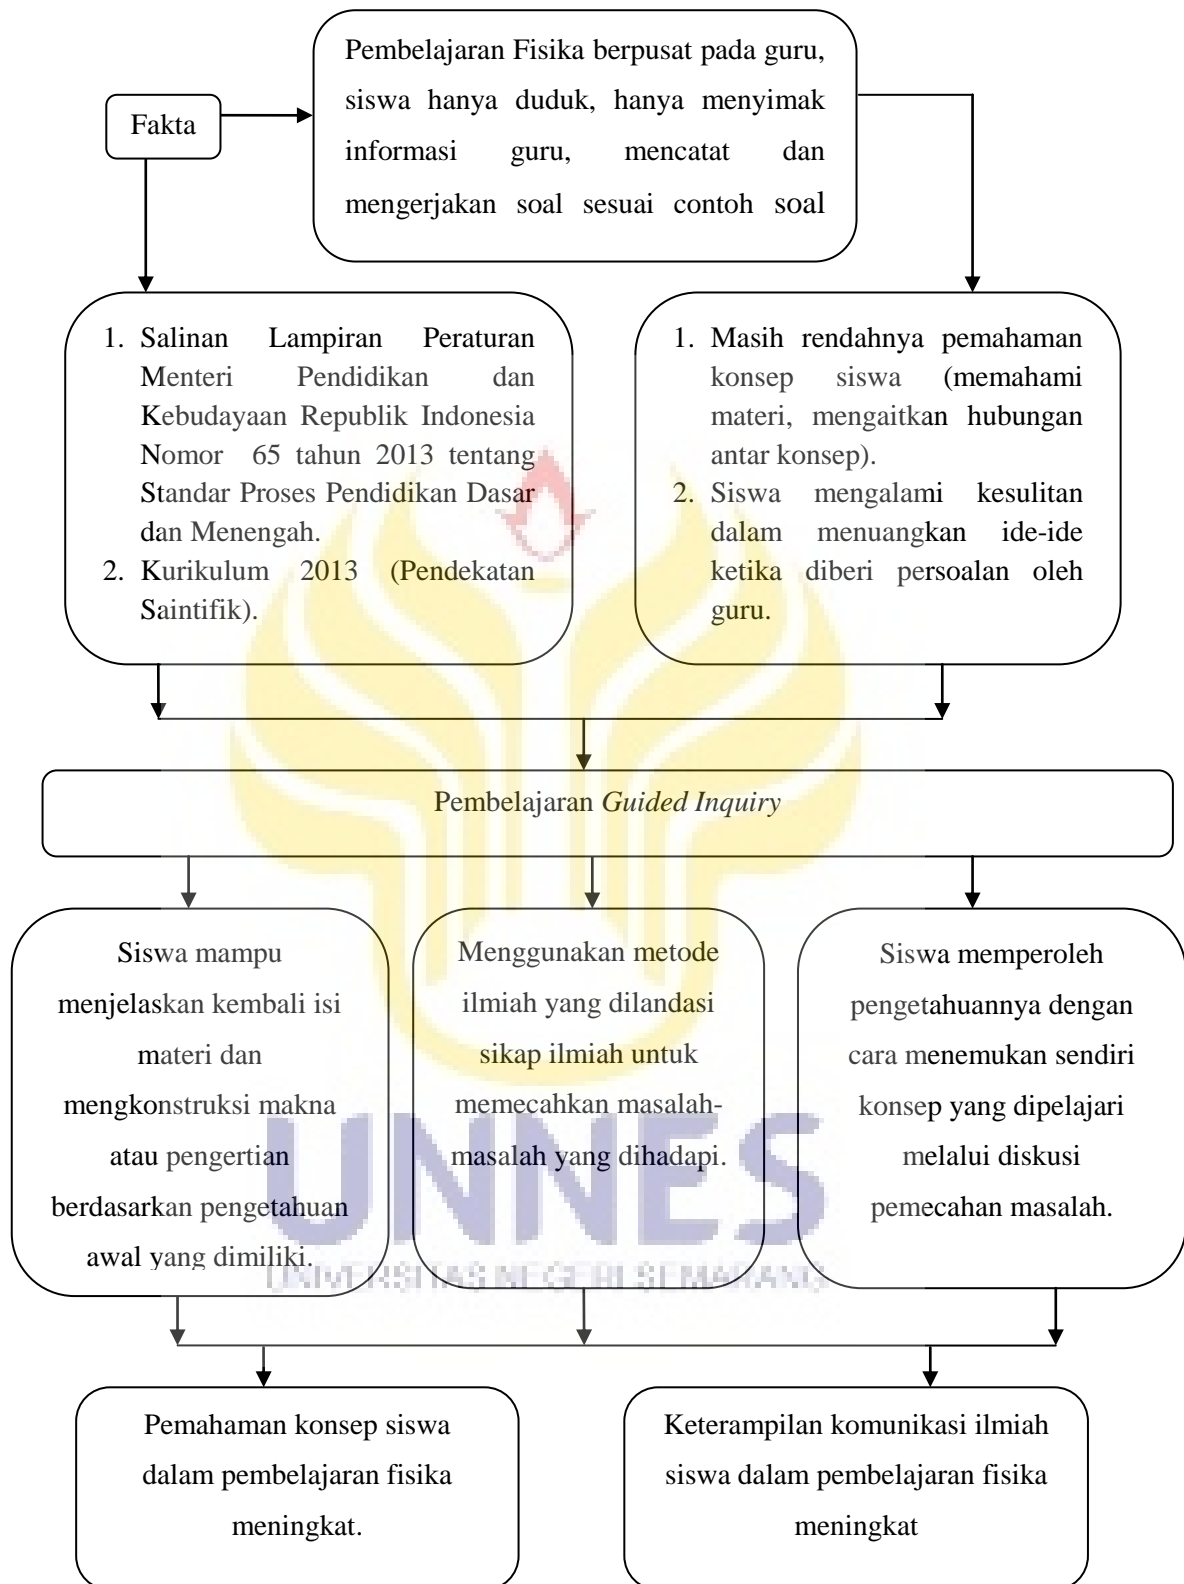 Pembelajaran Fisika berpusat pada guru,
siswa hanya duduk, hanya menyimak
informasi guru, mencatat dan
mengerjakan soal sesuai contoh soal
Fakta
1. Salinan Lampiran Peraturan
Menteri Pendidikan dan
Kebudayaan Republik Indonesia
Nomor 65 tahun 2013 tentang
Standar Proses Pendidikan Dasar
dan Menengah.
2. Kurikulum 2013 (Pendekatan
Saintifik).
1. Masih rendahnya pemahaman
konsep siswa (memahami
materi, mengaitkan hubungan
antar konsep).
2. Siswa mengalami kesulitan
dalam menuangkan ide-ide
ketika diberi persoalan oleh
guru.
Pembelajaran Guided Inquiry
Siswa mampu
menjelaskan kembali isi
materi dan
mengkonstruksi makna
atau pengertian
berdasarkan pengetahuan
awal yang dimiliki.
Menggunakan metode
ilmiah yang dilandasi
sikap ilmiah untuk
memecahkan masalah-
masalah yang dihadapi.
Siswa memperoleh
pengetahuannya dengan
cara menemukan sendiri
konsep yang dipelajari
melalui diskusi
pemecahan masalah.
UNNES
UNIVERSITAS NEGERI SEMARANG
Pemahaman konsep siswa
dalam pembelajaran fisika
meningkat.
Keterampilan komunikasi ilmiah
siswa dalam pembelajaran fisika
meningkat